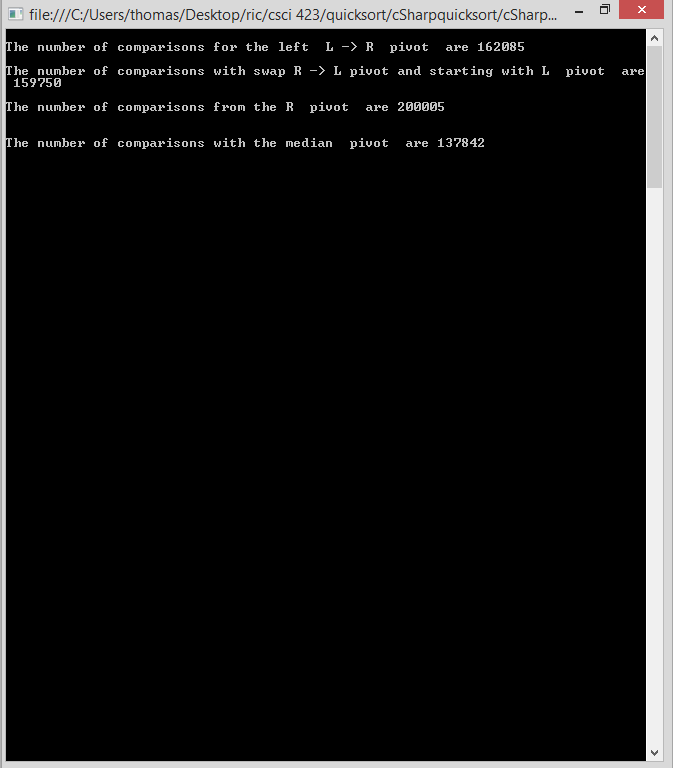 file:///C:/Users/thomas/Desktop/ric/csci 423/quicksort/cSharpquicksort/cSharp...
The number of comparisons for the left  L -> R  pivot  are 162085
The number of comparisons with swap R -> L pivot and starting with L  pivot  are
 159750
The number of comparisons from the R  pivot  are 200005
The number of comparisons with the median  pivot  are 137842